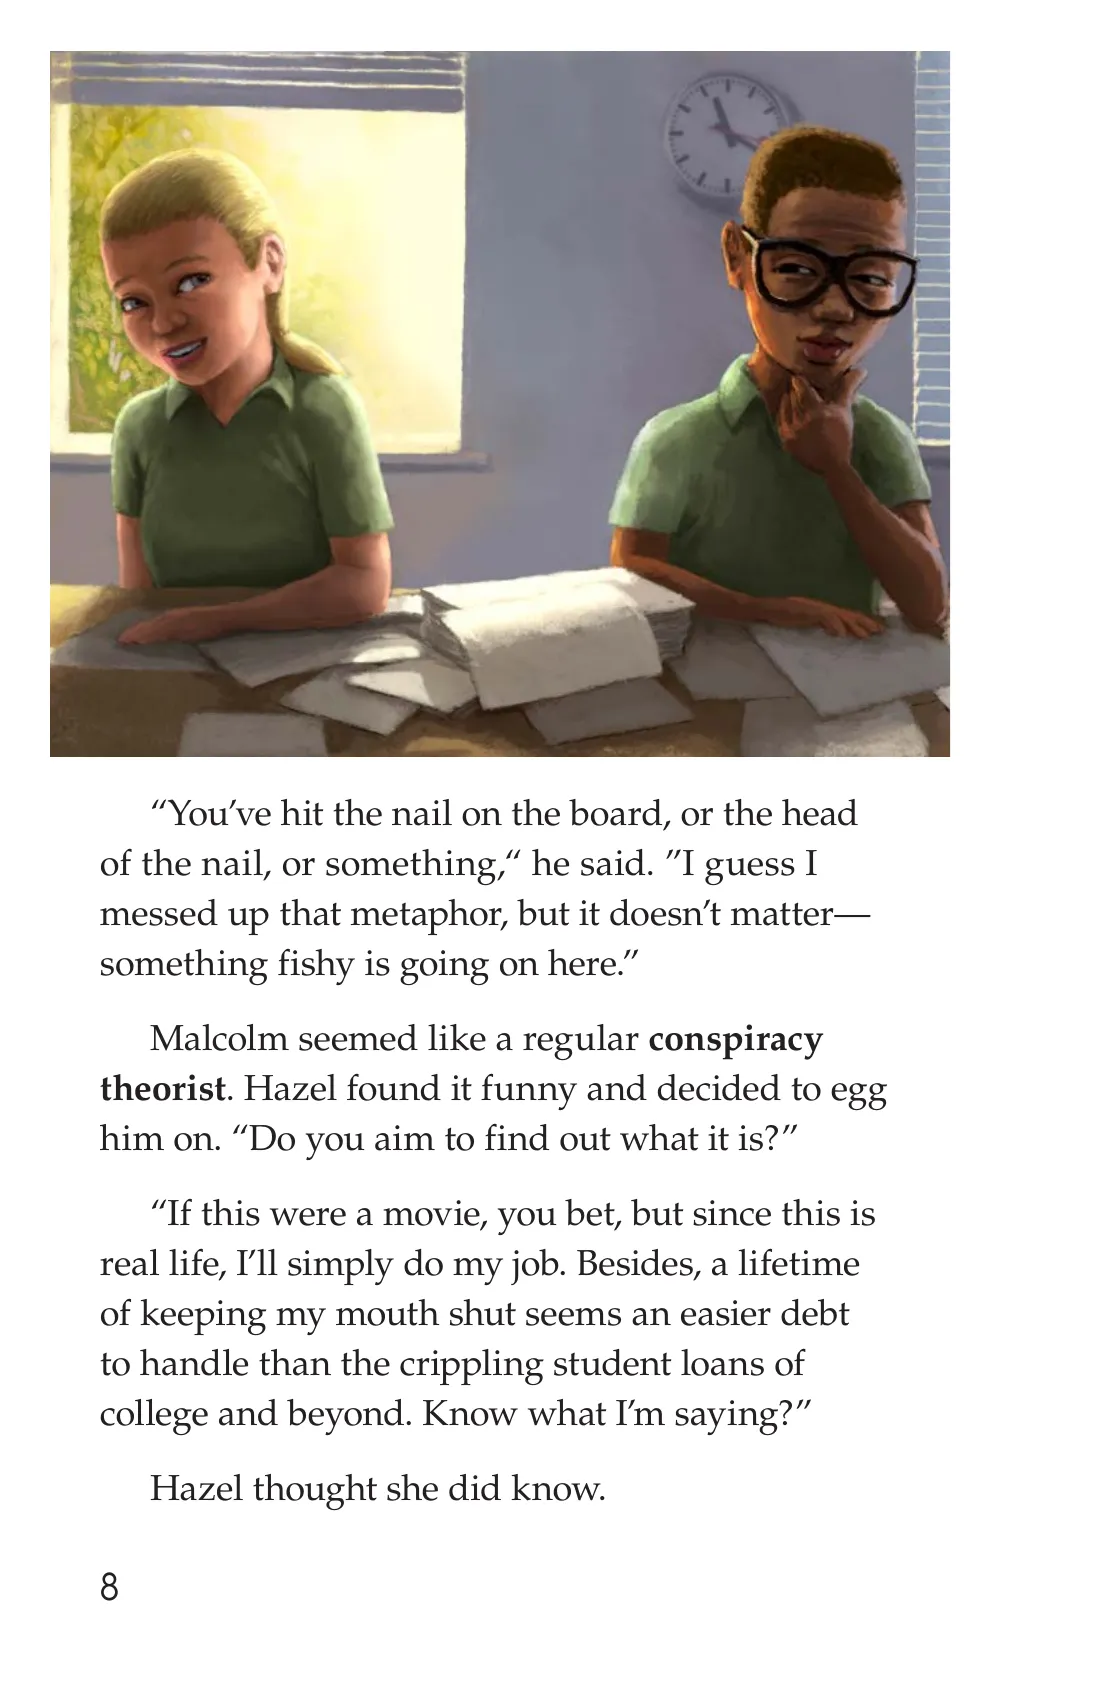 “You’ve hit the nail on the board, or the head
of the nail, or something,“ he said. ”I guess I
messed up that metaphor, but it doesn’t matter—
something fishy is going on here.”
Malcolm seemed like a regular conspiracy
theorist. Hazel found it funny and decided to egg
him on. “Do you aim to find out what it is?”
“If this were a movie, you bet, but since this is
real life, I’ll simply do my job. Besides, a lifetime
of keeping my mouth shut seems an easier debt
to handle than the crippling student loans of
college and beyond. Know what I’m saying?”
Hazel thought she did know.
8